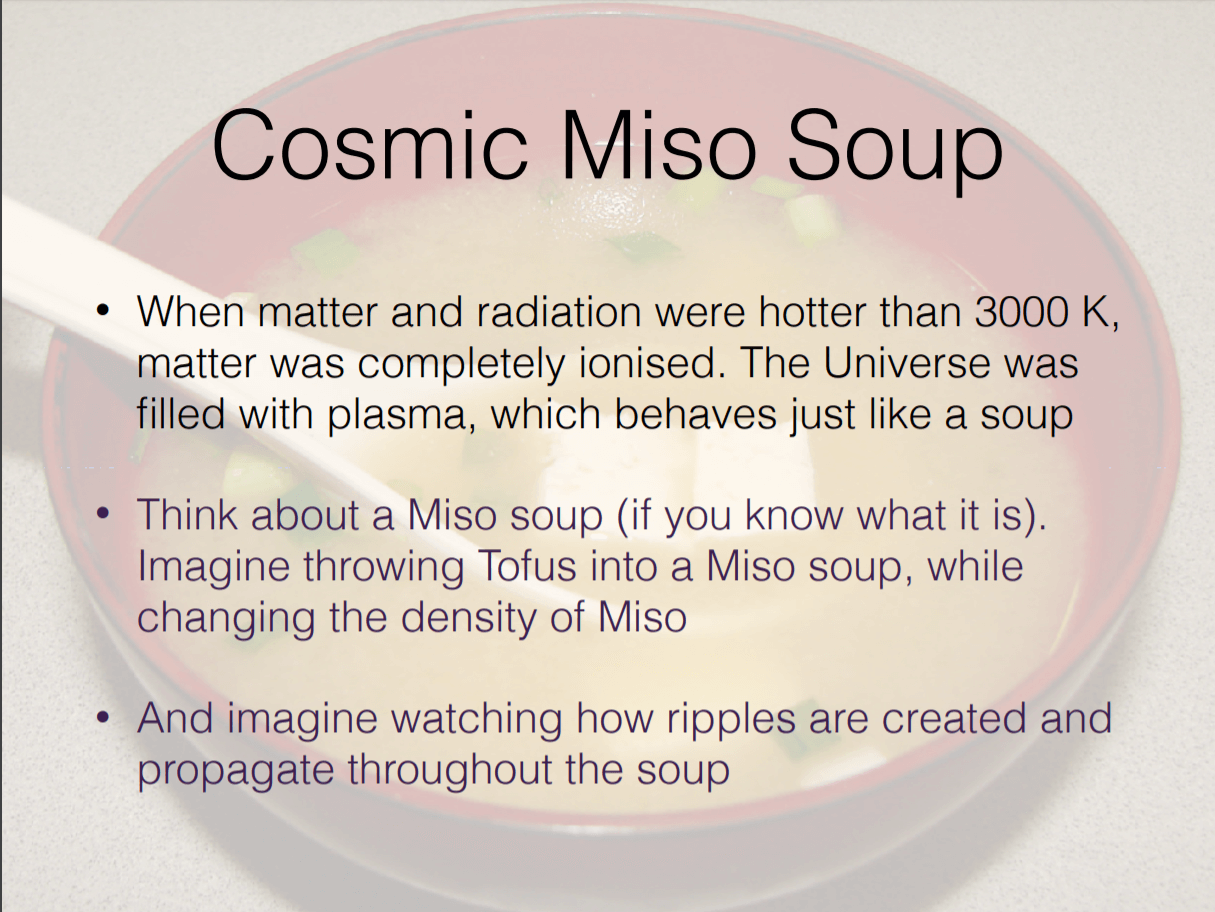 Cosmic Miso Soup
• When matter and radiation were hotter than 3000 K,
matter was completely ionised. The Universe was
filled with plasma, which behaves just like a soup
• Think about a Miso soup (if you know what it is).
Imagine throwing Tofus into a Miso soup, while
changing the density of Miso
• And imagine watching how ripples are created and
propagate throughout the soup